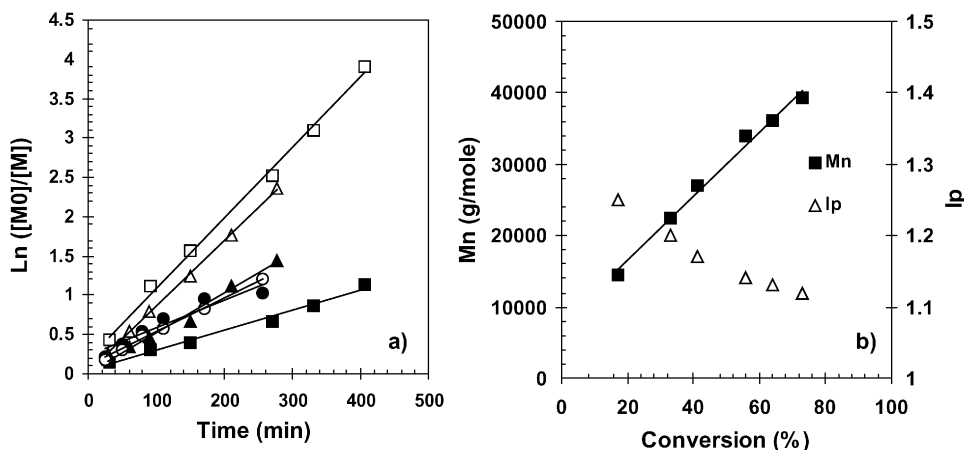 4.5
4
3.5
3
2.5
2
1.5
1
0.5
0
Ln ([M0]/[M])
0 100 200 300 400 500
Time (min)
a)
50000
40000
30000
20000
10000
0
Mn (g/mole)
0 20 40 60 80 100
Conversion (%)
1.5
1.4
1.3
1.2
1.1
1
Ip
Mn
Ip
b)